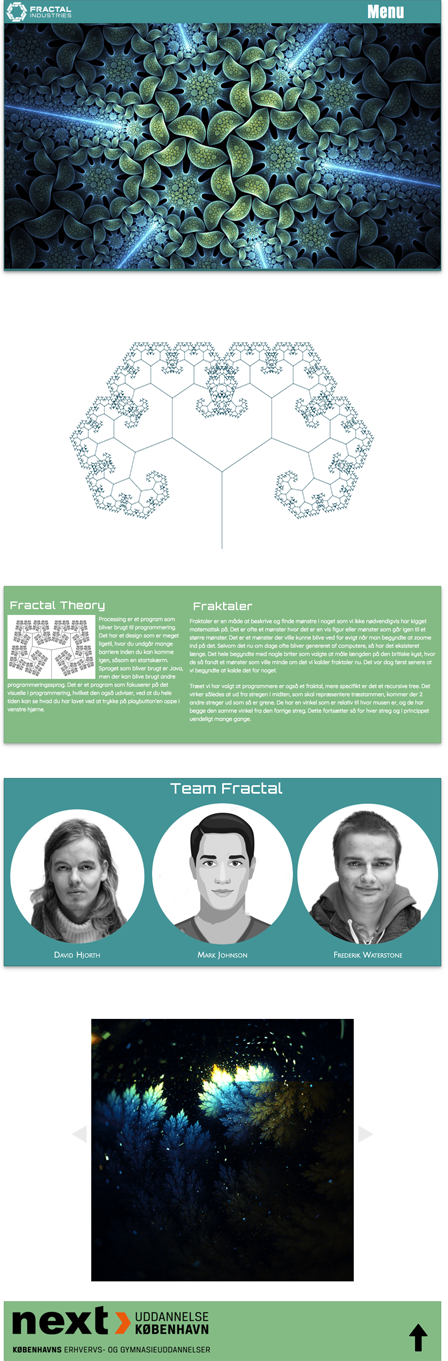 FRACTAL
INDUSTRIES
Menu
Fractal Theory
Processing er et program som
bliver brugt til programmering.
Det har et design som er meget
ligetil, hvor du undgår mange
barriere inden du kan komme
igen, såsom en startskærm.
Sproget som bliver brugt er Java,
men der kan blive brugt andre
programmeringssprog. Det er et program som fokuserer på det
visuelle i programmering, hvilket den også udviser, ved at du hele
tiden kan se hvad du har lavet ved at trykke på playbutton'en oppe i
venstre hjørne.
Fraktaler
Fraktaler er en måde at beskrive og finde mønstre i noget som vi ikke nødvendigvis har kigget
matematisk på. Det er ofte et mønster hvor det er en vis figur eller mønster som går igen til et
større mønster. Det er et mønster der ville kunne blive ved for evigt når man begyndte at zoome
ind på det. Selvom det nu om dage ofte bliver genereret af computere, så har det eksisteret
længe. Det hele begyndte med nogle briter som valgte at måle længden på den britiske kyst, hvor
de så fandt et mønster som ville minde om det vi kalder fraktaler nu. Det var dog først senere at
vi begyndte at kalde det for noget.
Træet vi har valgt at programmere er også et fraktal, mere specifikt er det et recursive tree. Det
virker således at ud fra stregen i midten, som skal repræsentere træstammen, kommer der 2
andre streger ud som så er grene. De har en vinkel som er relativ til hvor musen er, og de har
begge den samme vinkel fra den forrige streg. Dette fortsætter så for hver streg og i princippet
uendeligt mange gange.
Team Fractal
David Hjorth
Mark Johnson
Frederik Waterstone
next UDDANNELSE
KØBENHAVN
KØBENHAVNS ERHVERVS- OG GYMNASIEUDDANNELSER